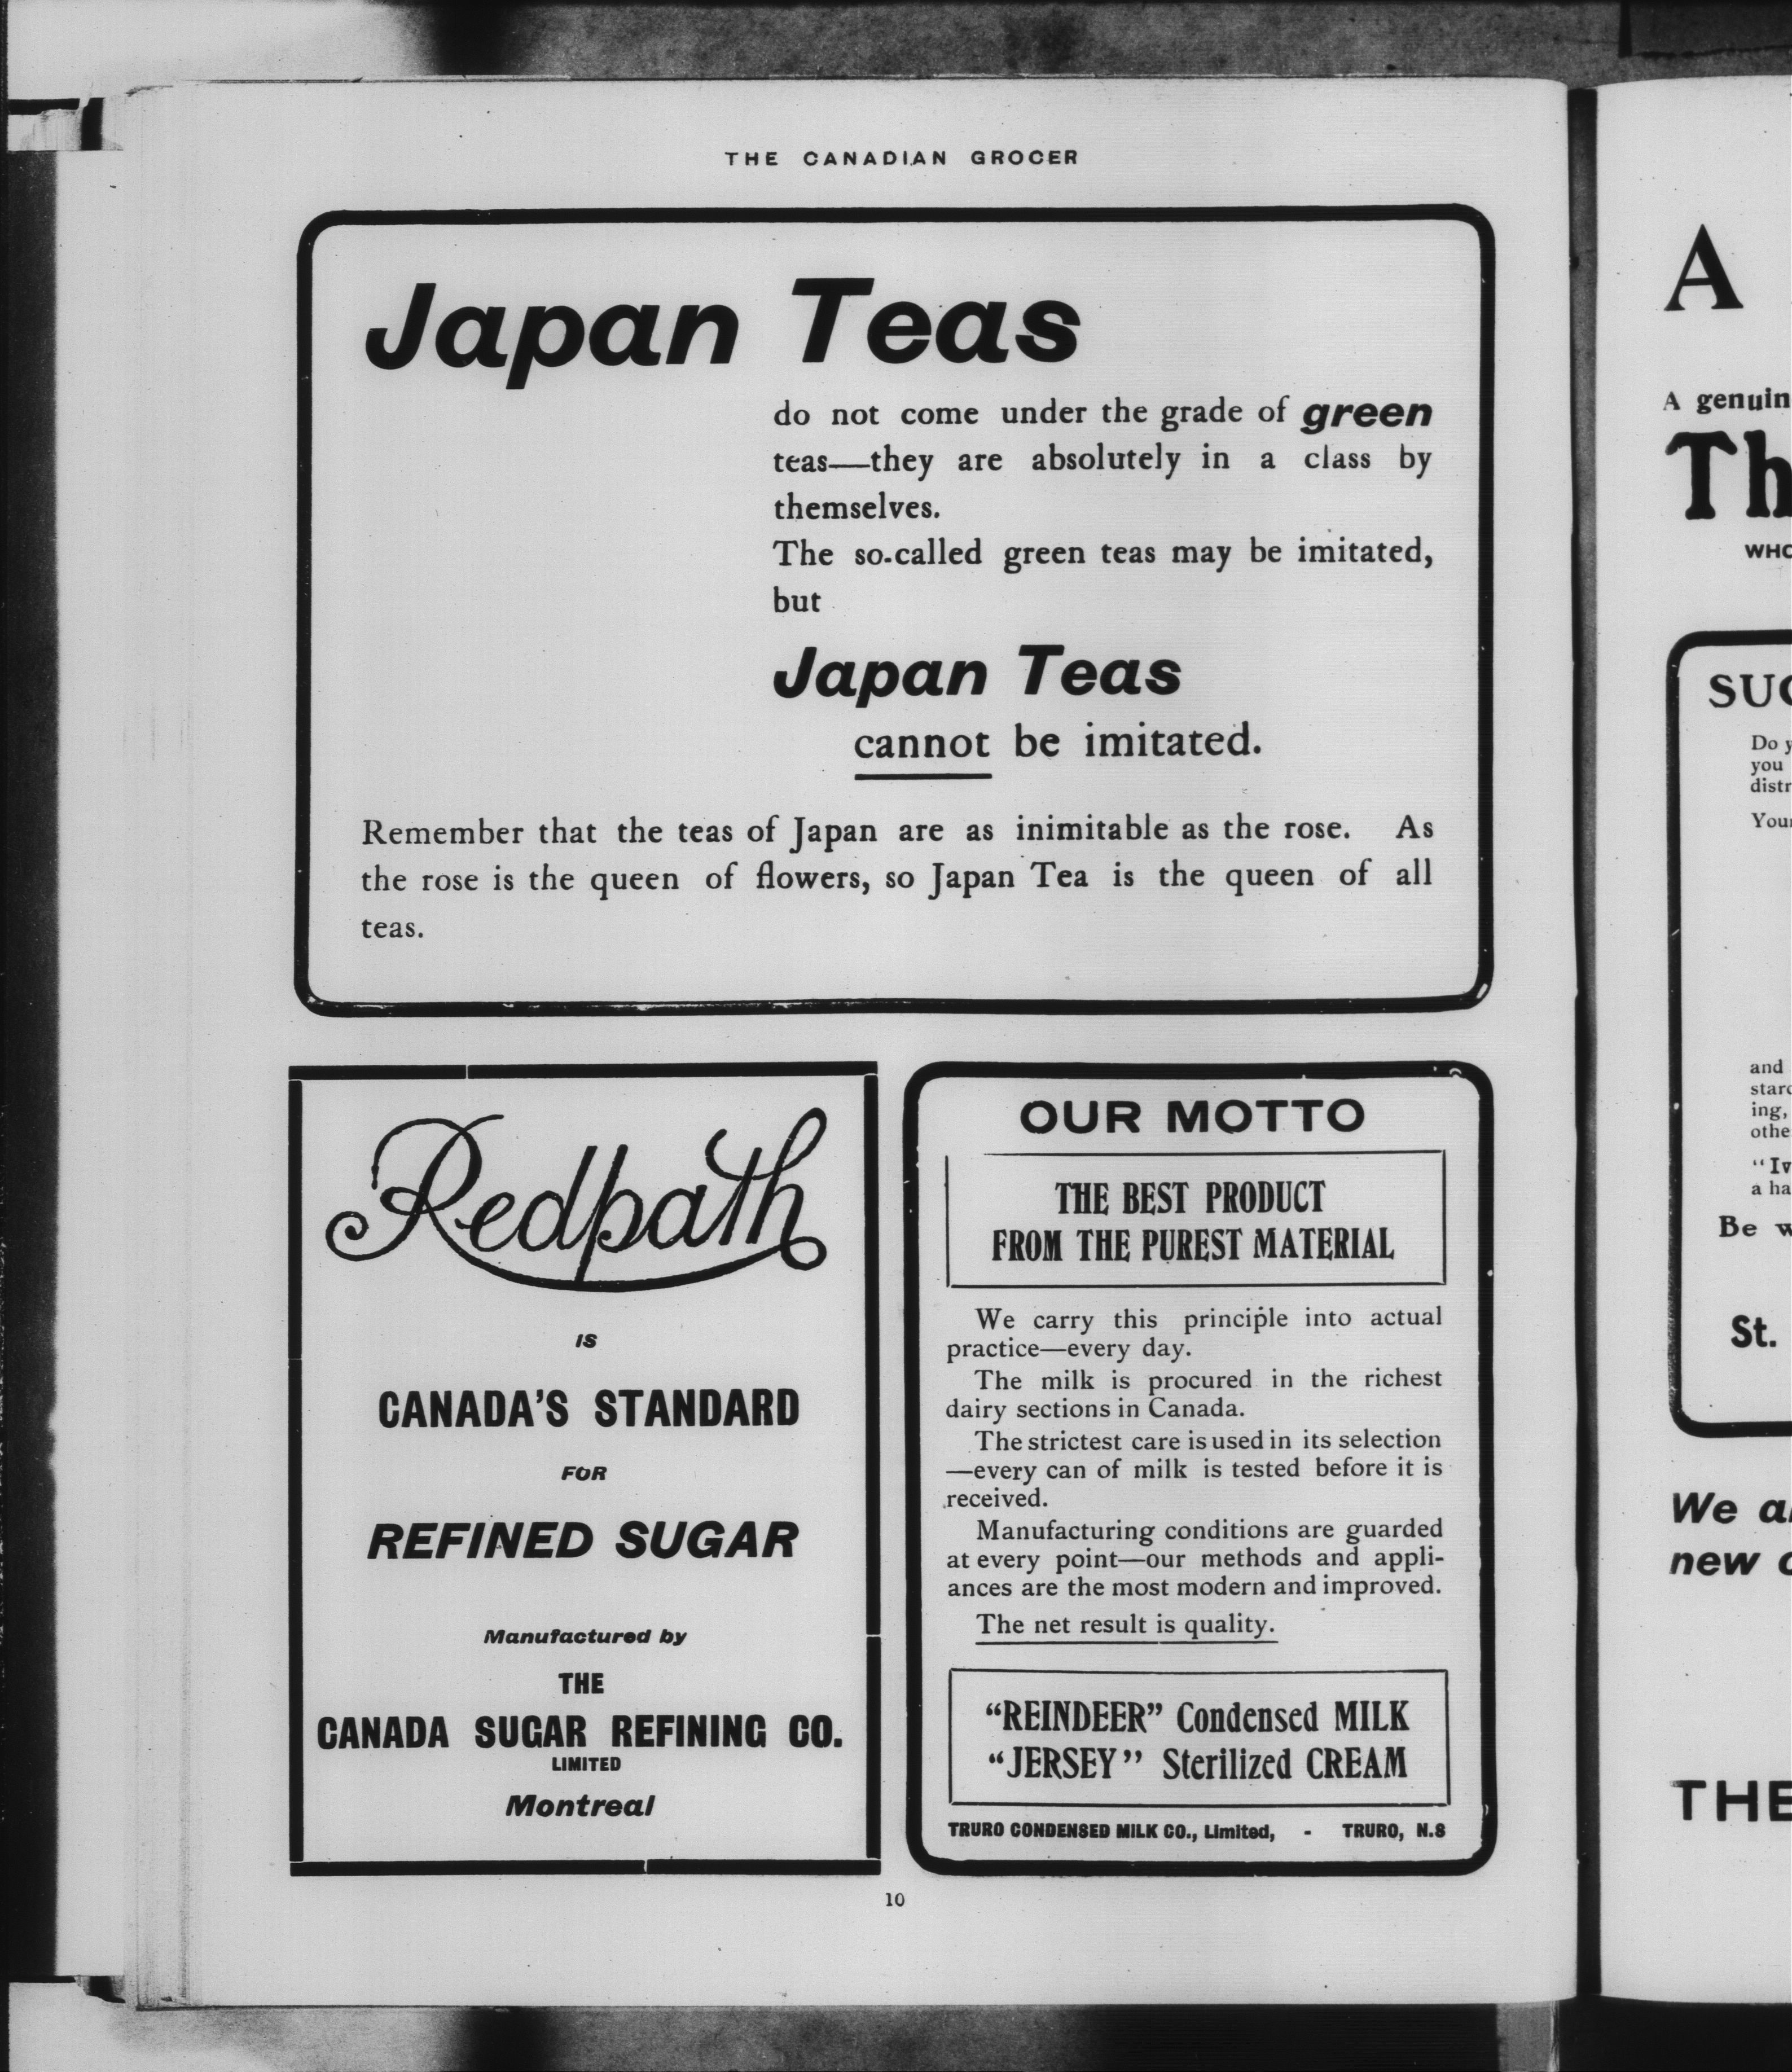 THE CANADIAN GROCER
Japan Teas
do not come under the grade of green
teas—they are absolutely in a class by
themselves.
The so-called green teas may be imitated,
but
Japan Teas
cannot be imitated.
Remember that the teas of Japan are as inimitable as the rose. As
the rose is the queen of flowers, so Japan Tea is the queen of all
teas.
Redpath
IS
CANADA'S STANDARD
FOR
REFINED SUGAR
Manufactured by
THE
CANADA SUGAR REFINING CO.
LIMITED
Montreal
OUR MOTTO
THE BEST PRODUCT
FROM THE PUREST MATERIAL
We carry this principle into actual
practice—every day.
The milk is procured in the richest
dairy sections in Canada.
The strictest care is used in its selection
—every can of milk is tested before it is
received.
Manufacturing conditions are guarded
at every point—our methods and appli-
ances are the most modern and improved.
The net result is quality.
"REINDEER" Condensed MILK
"JERSEY" Sterilized CREAM
TRURO CONDENSED MILK CO., Limited, - TRURO, N.S
10
A
A
Do
you
distr
and
"Iv
a ha
Be
St.
We
new
THE